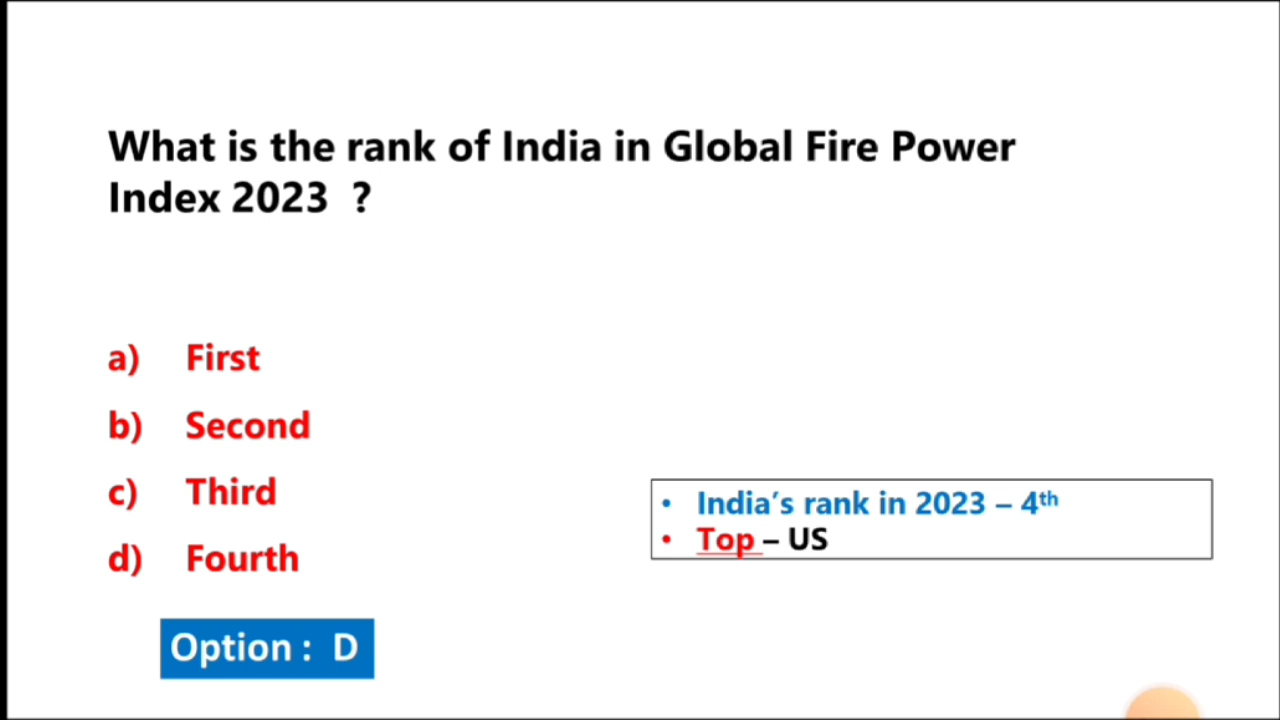 What is the rank of India in Global Fire Power
Index 2023 ?
a) First
b) Second
c) Third
d) Fourth
• India's rank in 2023 – 4th
• Top – US
Option : D